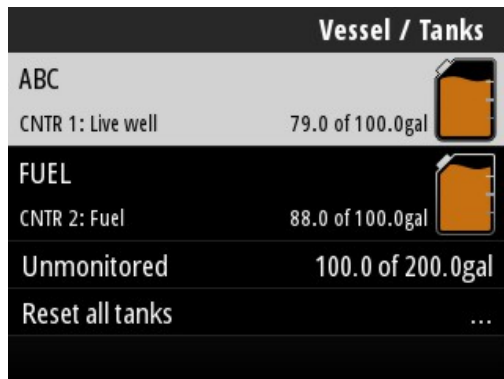 Vessel / Tanks
ABC
CNTR 1: Live well 79.0 of 100.0gal
FUEL
CNTR 2: Fuel 88.0 of 100.0gal
Unmonitored 100.0 of 200.0gal
Reset all tanks ...